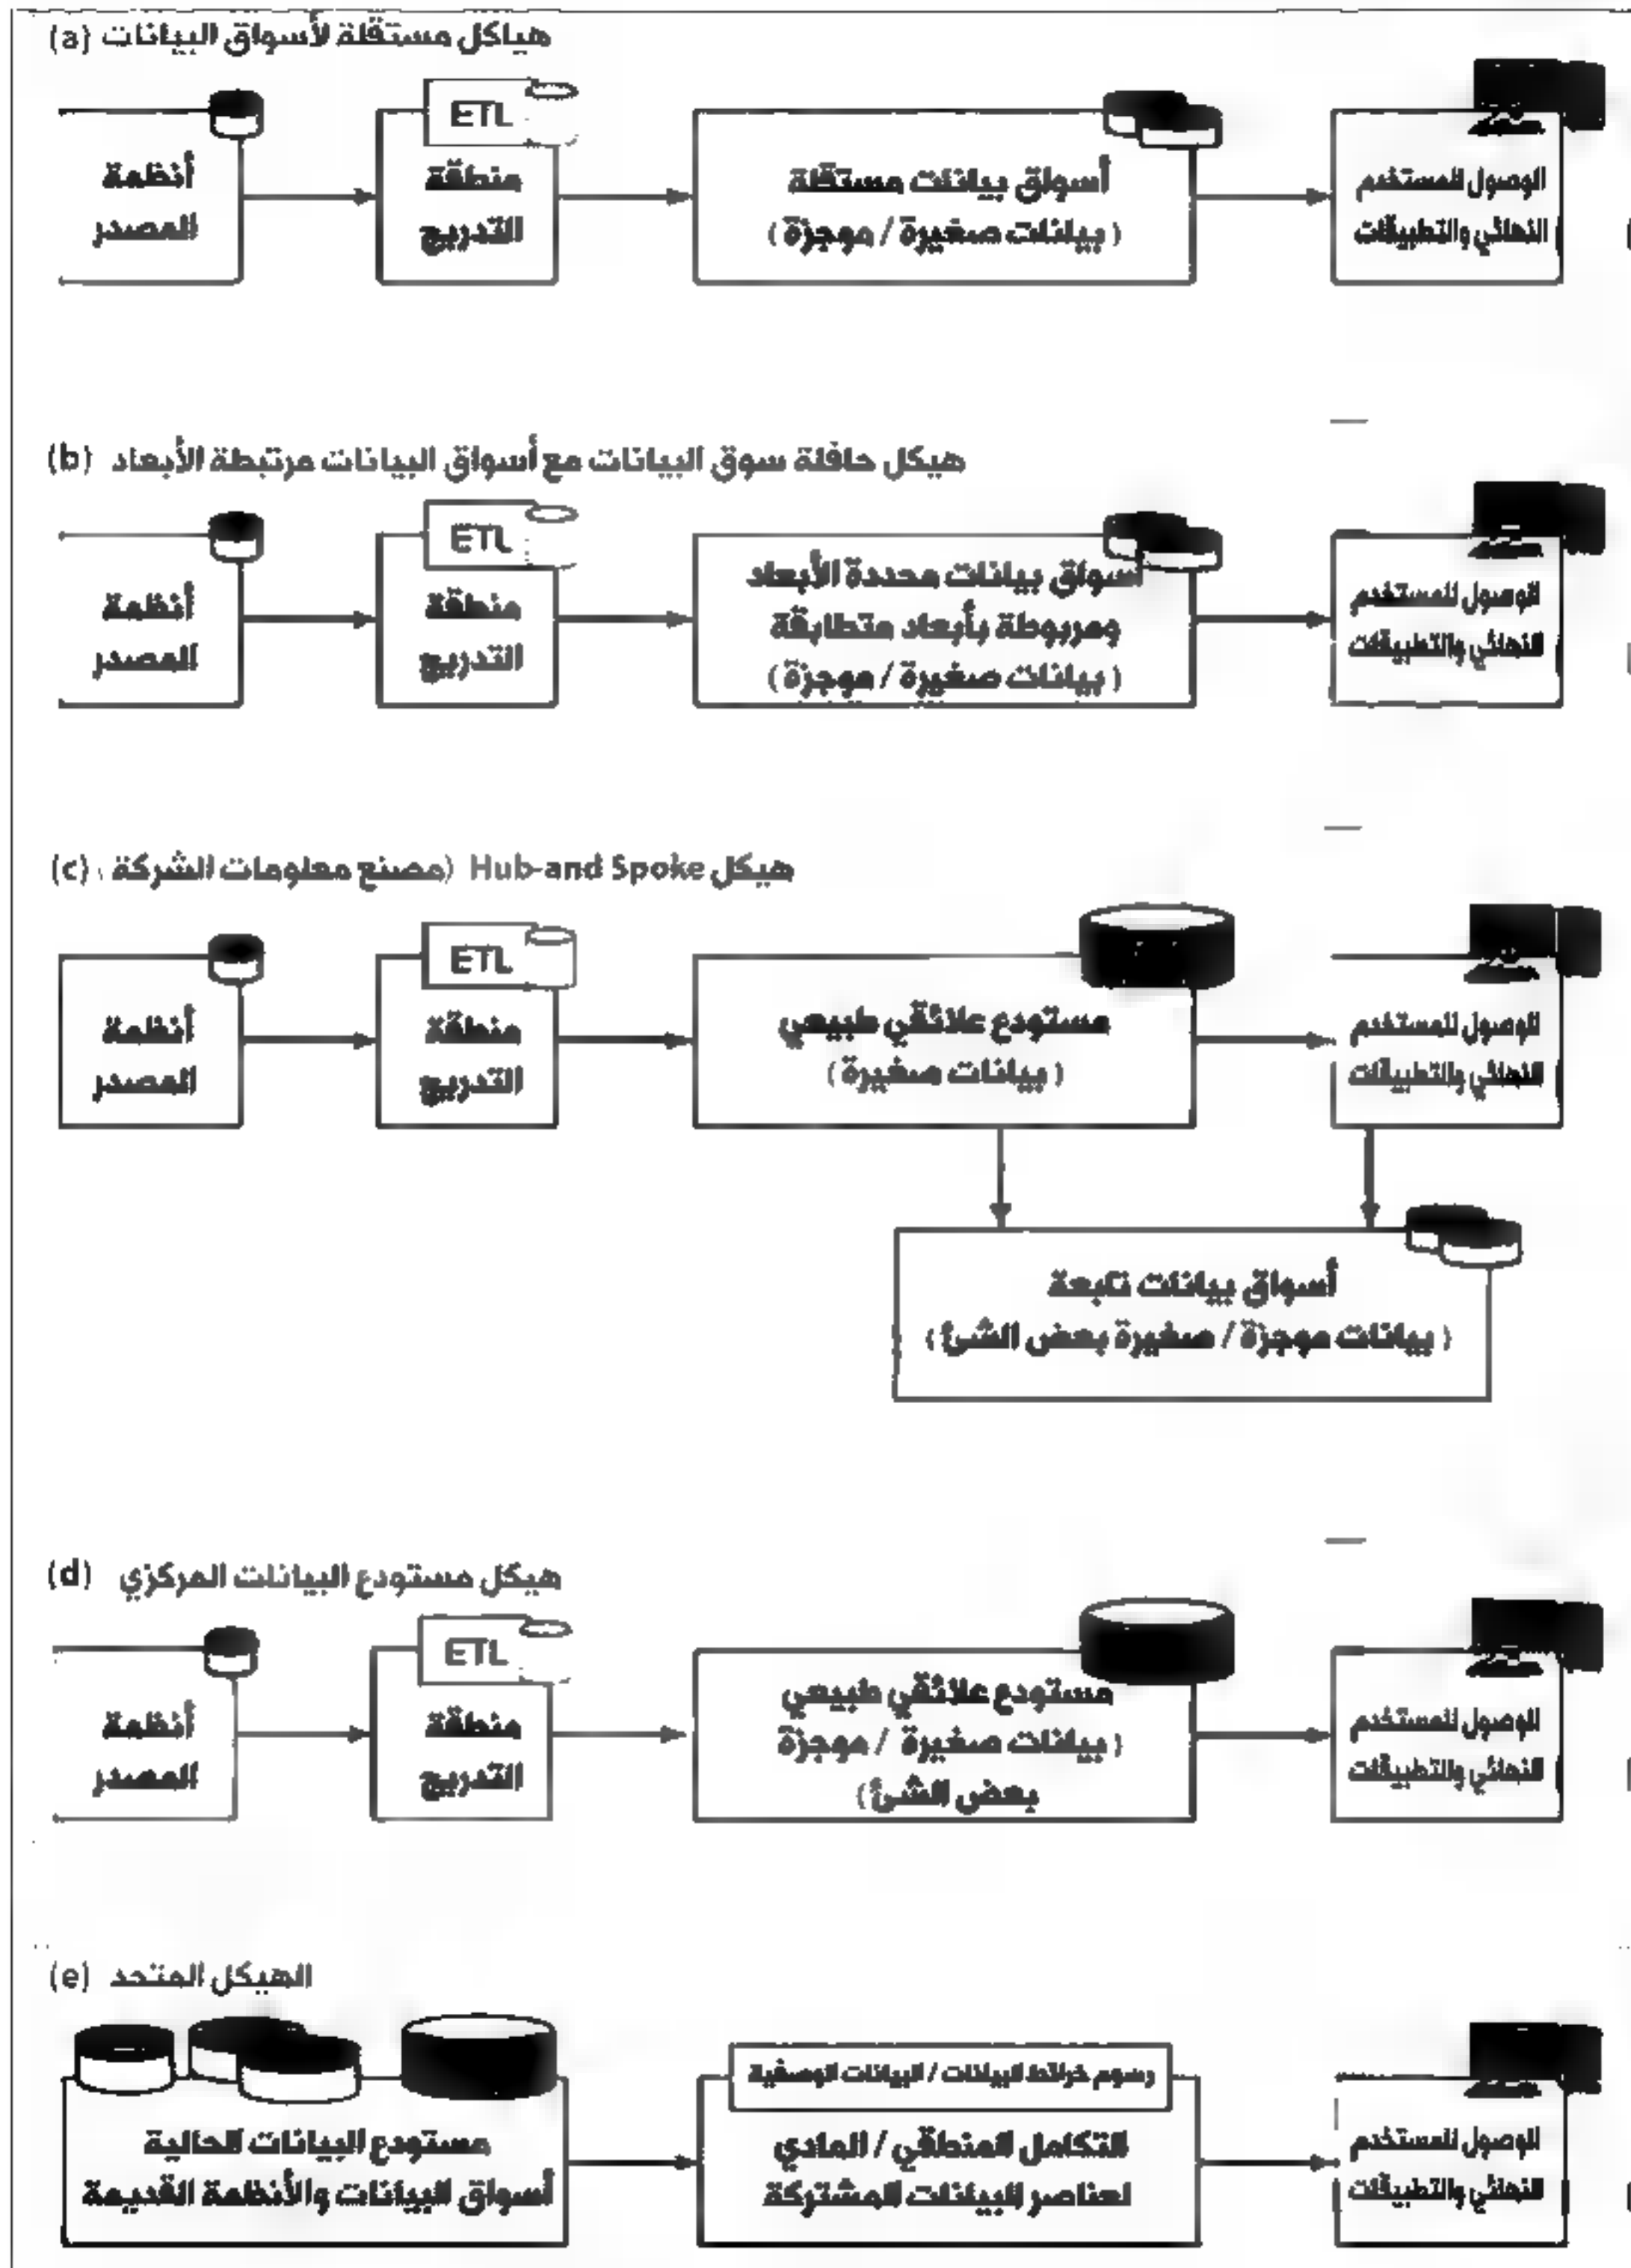 (a) هياكل مستقلة لأسواق البيانات
ETL
أنظمة
المصدر
منطقة
التدريج
أسواق بيانات مستقلة
(بيانات صغيرة / موجزة)
الوصول للمستخدم
النهائي والتطبيقات
(b) هيكل حافلة سوق البيانات مع أسواق البيانات مرتبطة الأبعاد
ETL
أنظمة
المصدر
منطقة
التدريج
أسواق بيانات محددة الأبعاد
ومربوطة بأبعاد متطابقة
(بيانات صغيرة / موجزة)
الوصول للمستخدم
النهائي والتطبيقات
(c) هيكل Hub-and Spoke (مصنع معلومات الشركة)
ETL
أنظمة
المصدر
منطقة
التدريج
مستودع علائقي طبيعي
(بيانات صغيرة)
الوصول للمستخدم
النهائي والتطبيقات
أسواق بيانات تابعة
(بيانات موجزة / صغيرة بعض الشئ)
(d) هيكل مستودع البيانات المركزي
ETL
أنظمة
المصدر
منطقة
التدريج
مستودع علائقي طبيعي
(بيانات صغيرة / موجزة
بعض الشئ)
الوصول للمستخدم
النهائي والتطبيقات
(e) الهيكل المتحد
مستودع البيانات الحالية
أسواق البيانات والأنظمة القديمة
رسوم خرائط البيانات / البيانات الوصفية
التكامل المنطقي / المادي
لعناصر البيانات المشتركة
الوصول للمستخدم
النهائي والتطبيقات